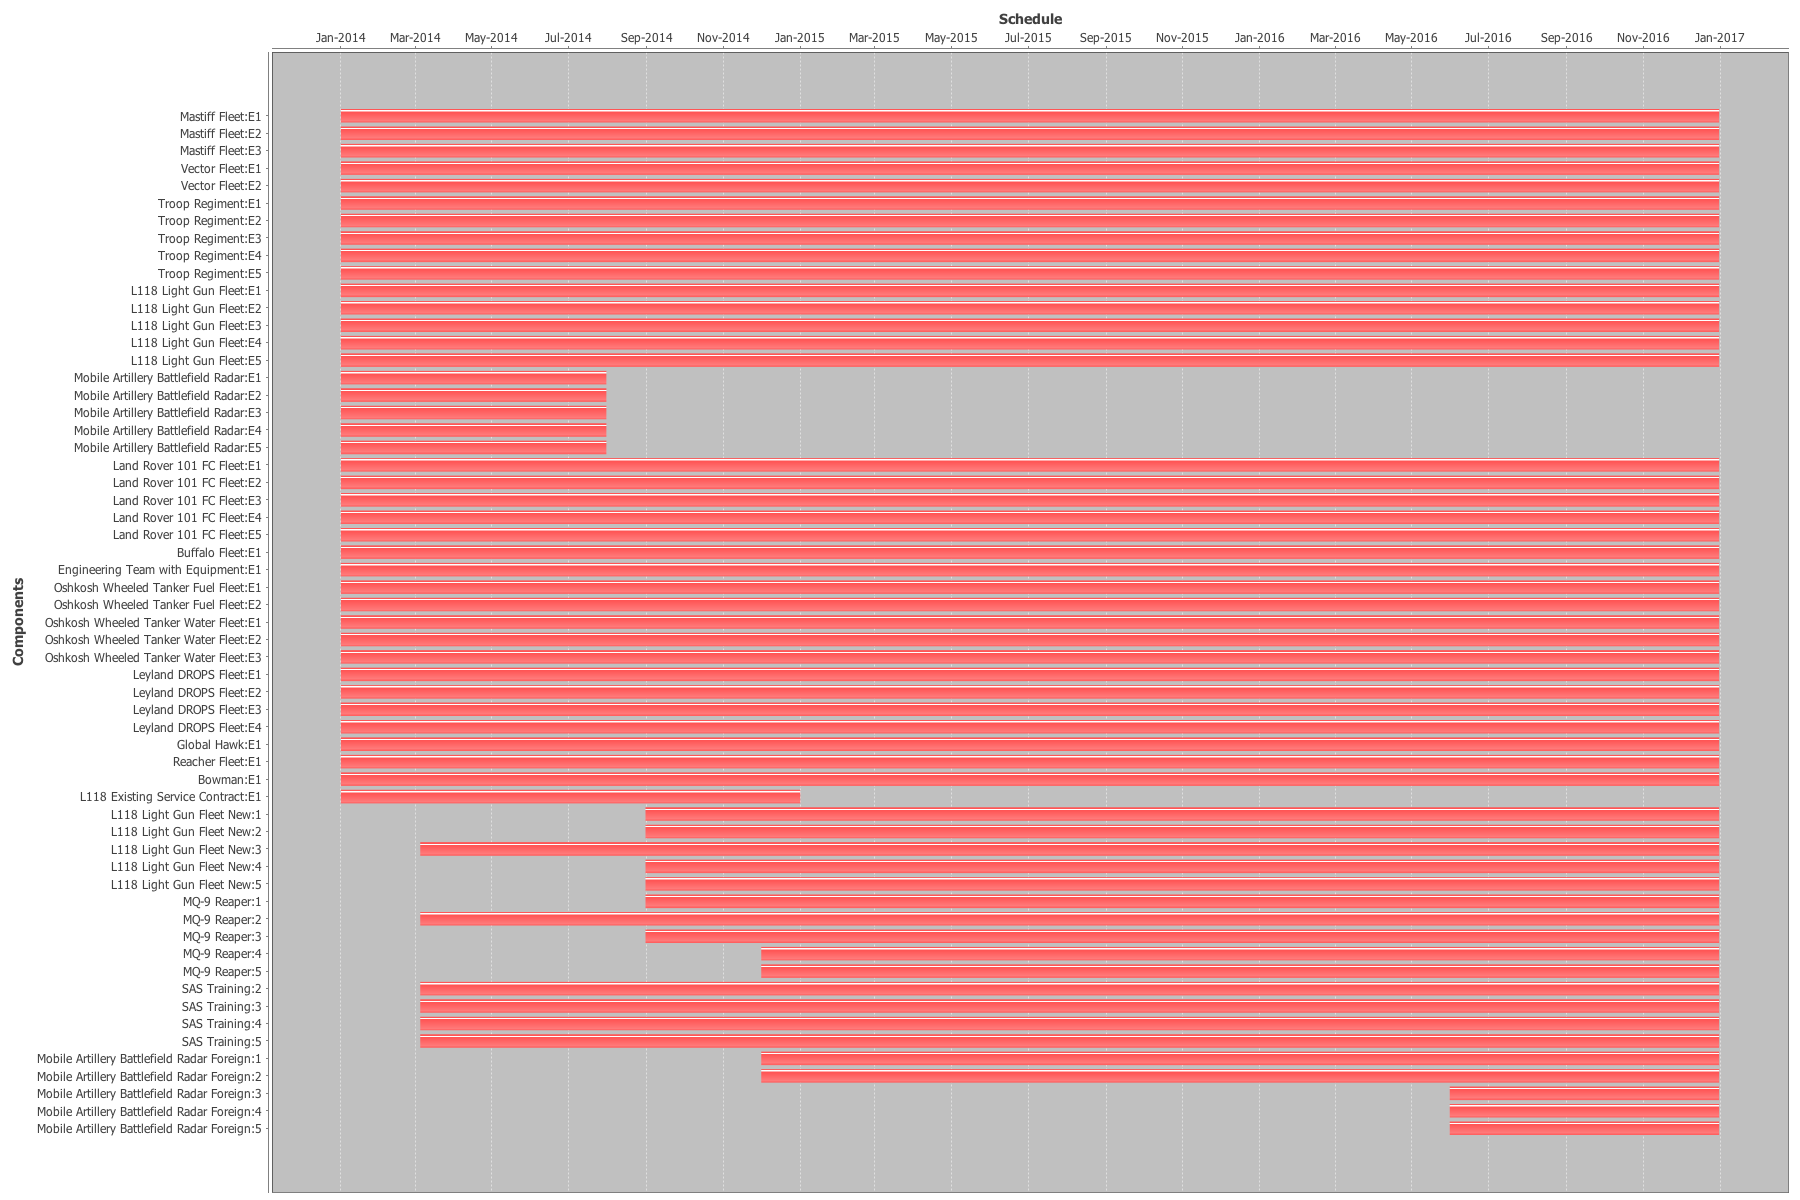 Schedule
Jan-2014 Mar-2014 May-2014 Jul-2014 Sep-2014 Nov-2014 Jan-2015 Mar-2015 May-2015 Jul-2015 Sep-2015 Nov-2015 Jan-2016 Mar-2016 May-2016 Jul-2016 Sep-2016 Nov-2016 Jan-2017
Mastiff Fleet:E1
Mastiff Fleet:E2
Mastiff Fleet:E3
Vector Fleet:E1
Vector Fleet:E2
Troop Regiment:E1
Troop Regiment:E2
Troop Regiment:E3
Troop Regiment:E4
Troop Regiment:E5
L118 Light Gun Fleet:E1
L118 Light Gun Fleet:E2
L118 Light Gun Fleet:E3
L118 Light Gun Fleet:E4
L118 Light Gun Fleet:E5
Mobile Artillery Battlefield Radar:E1
Mobile Artillery Battlefield Radar:E2
Mobile Artillery Battlefield Radar:E3
Mobile Artillery Battlefield Radar:E4
Mobile Artillery Battlefield Radar:E5
Land Rover 101 FC Fleet:E1
Land Rover 101 FC Fleet:E2
Land Rover 101 FC Fleet:E3
Land Rover 101 FC Fleet:E4
Land Rover 101 FC Fleet:E5
Buffalo Fleet:E1
Engineering Team with Equipment:E1
Oshkosh Wheeled Tanker Fuel Fleet:E1
Oshkosh Wheeled Tanker Fuel Fleet:E2
Oshkosh Wheeled Tanker Water Fleet:E1
Oshkosh Wheeled Tanker Water Fleet:E2
Oshkosh Wheeled Tanker Water Fleet:E3
Leyland DROPS Fleet:E1
Leyland DROPS Fleet:E2
Leyland DROPS Fleet:E3
Leyland DROPS Fleet:E4
Global Hawk:E1
Reacher Fleet:E1
Bowman:E1
L118 Existing Service Contract:E1
L118 Light Gun Fleet New:1
L118 Light Gun Fleet New:2
L118 Light Gun Fleet New:3
L118 Light Gun Fleet New:4
L118 Light Gun Fleet New:5
MQ-9 Reaper:1
MQ-9 Reaper:2
MQ-9 Reaper:3
MQ-9 Reaper:4
MQ-9 Reaper:5
SAS Training:2
SAS Training:3
SAS Training:4
SAS Training:5
Mobile Artillery Battlefield Radar Foreign:1
Mobile Artillery Battlefield Radar Foreign:2
Mobile Artillery Battlefield Radar Foreign:3
Mobile Artillery Battlefield Radar Foreign:4
Mobile Artillery Battlefield Radar Foreign:5
Components